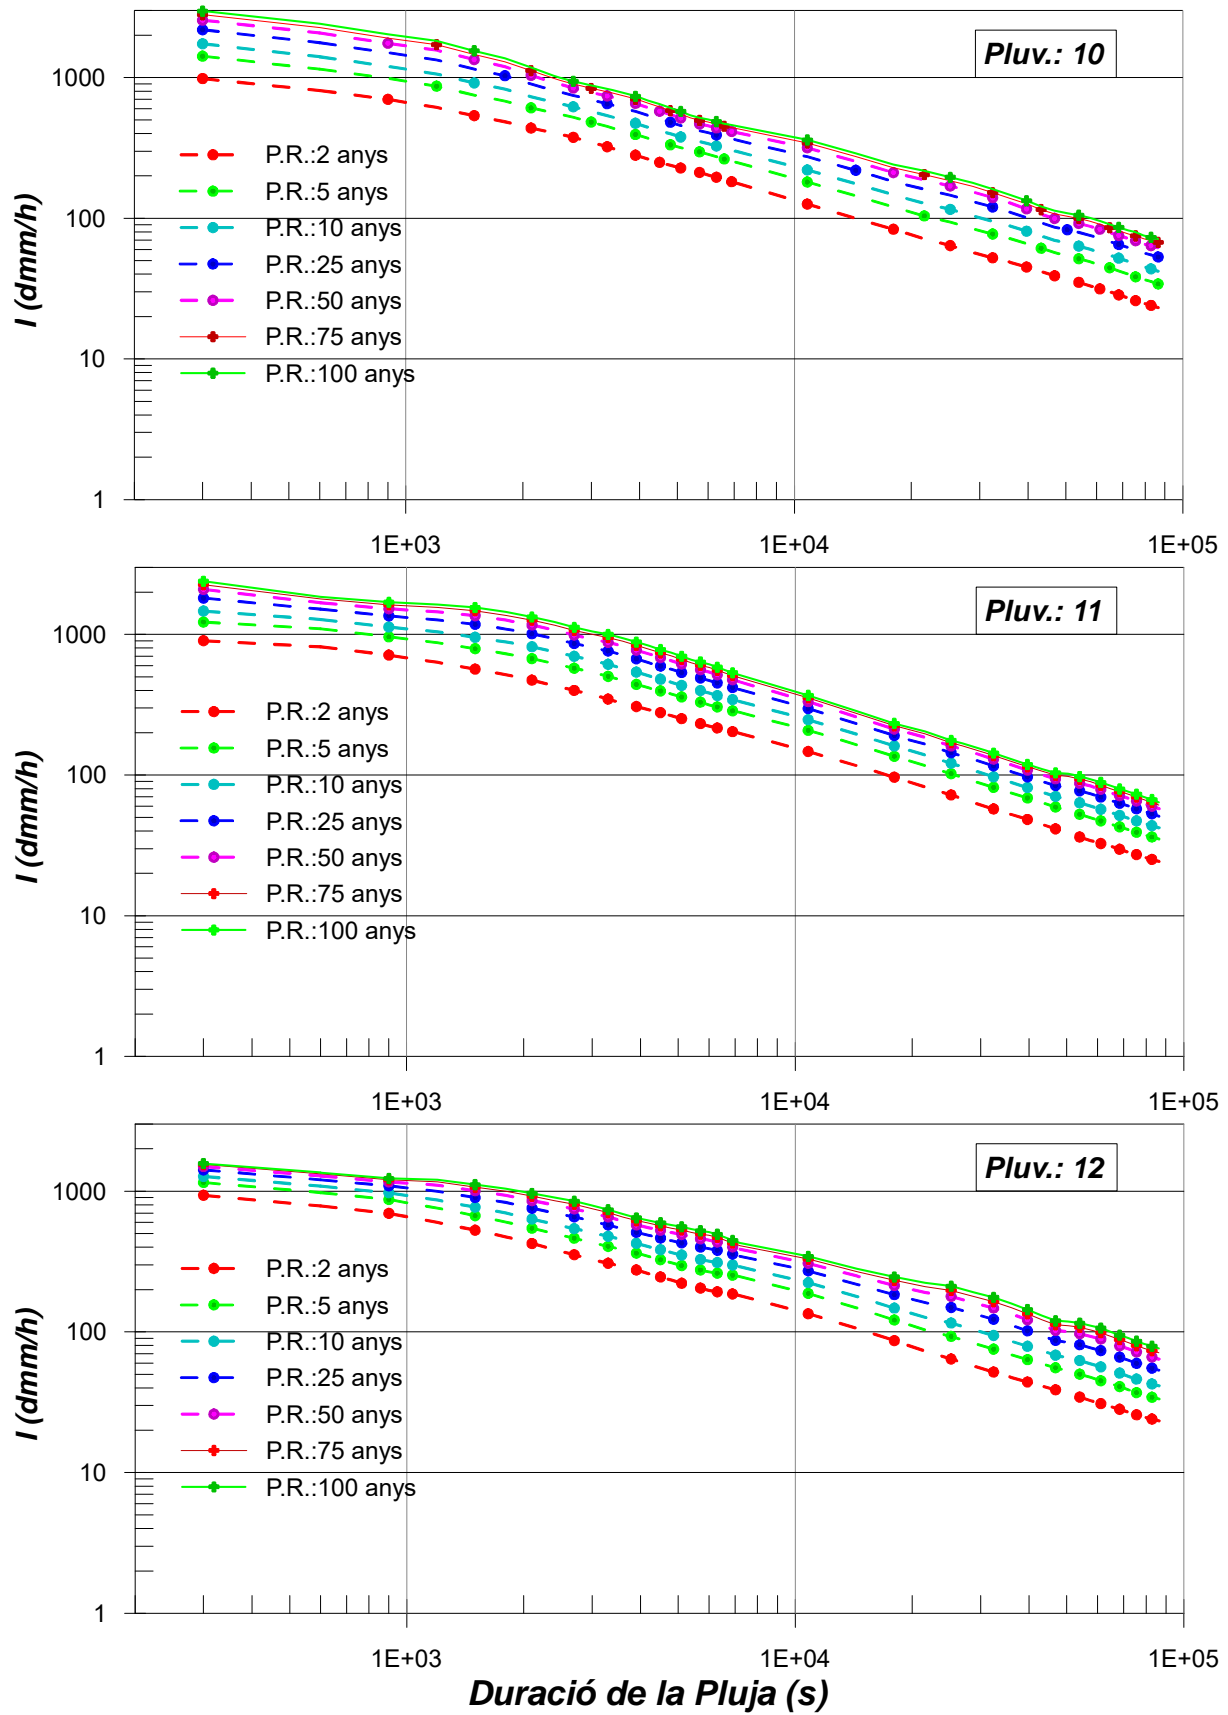 Pluv.: 10
I (dmm/h)
1000
100
10
1
P.R.:2 anys
P.R.:5 anys
P.R.:10 anys
P.R.:25 anys
P.R.:50 anys
P.R.:75 anys
P.R.:100 anys
1E+03 1E+04 1E+05
Pluv.: 11
I (dmm/h)
1000
100
10
1
P.R.:2 anys
P.R.:5 anys
P.R.:10 anys
P.R.:25 anys
P.R.:50 anys
P.R.:75 anys
P.R.:100 anys
1E+03 1E+04 1E+05
Pluv.: 12
I (dmm/h)
1000
100
10
1
P.R.:2 anys
P.R.:5 anys
P.R.:10 anys
P.R.:25 anys
P.R.:50 anys
P.R.:75 anys
P.R.:100 anys
1E+03 1E+04 1E+05
Duració de la Pluja (s)